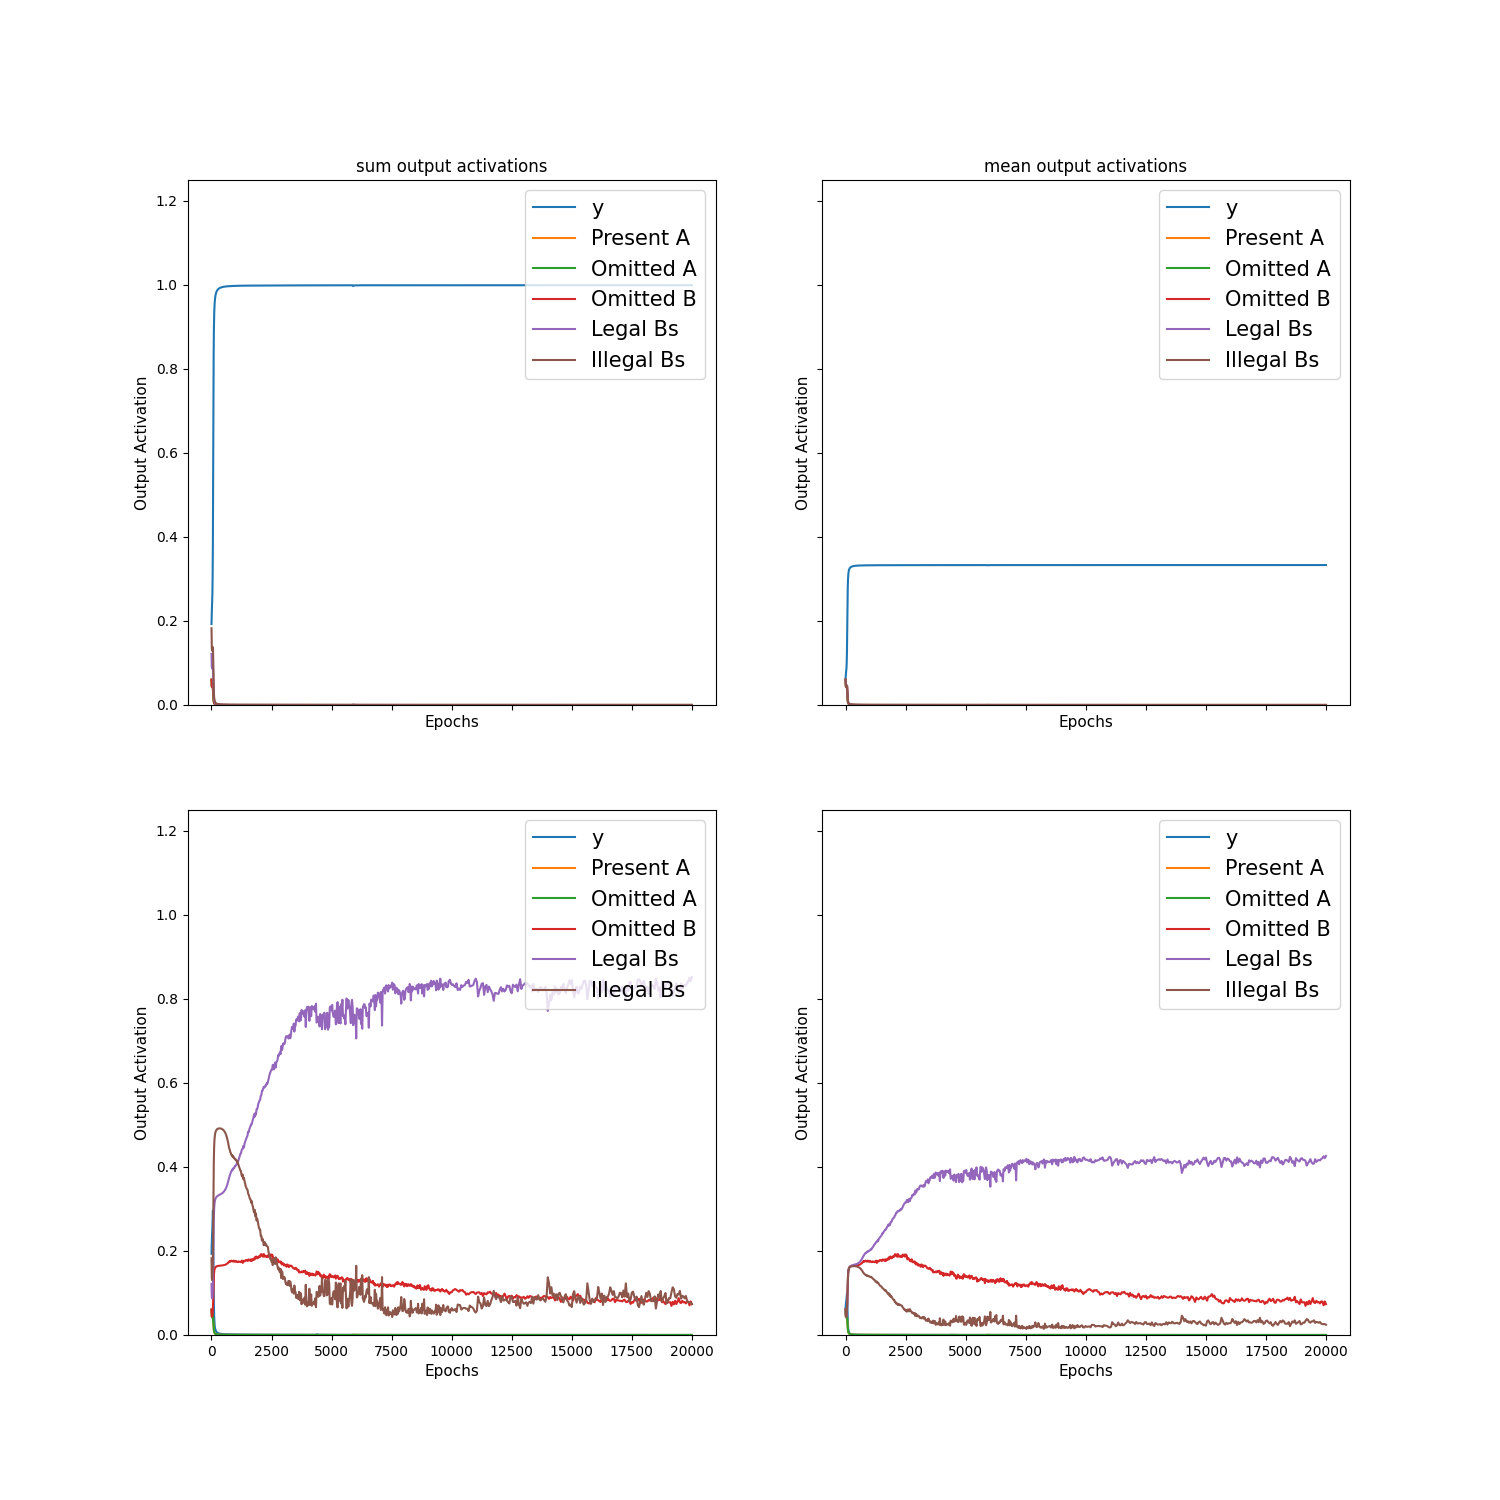 sum output activations
mean output activations
1.2
1.0
0.8
0.6
0.4
0.2
0.0
Output Activation
y
Present A
Omitted A
Omitted B
Legal Bs
Illegal Bs
Epochs
Output Activation
y
Present A
Omitted A
Omitted B
Legal Bs
Illegal Bs
Epochs
1.2
1.0
0.8
0.6
0.4
0.2
0.0
Output Activation
y
Present A
Omitted A
Omitted B
Legal Bs
Illegal Bs
0 2500 5000 7500 10000 12500 15000 17500 20000
Epochs
Output Activation
y
Present A
Omitted A
Omitted B
Legal Bs
Illegal Bs
0 2500 5000 7500 10000 12500 15000 17500 20000
Epochs